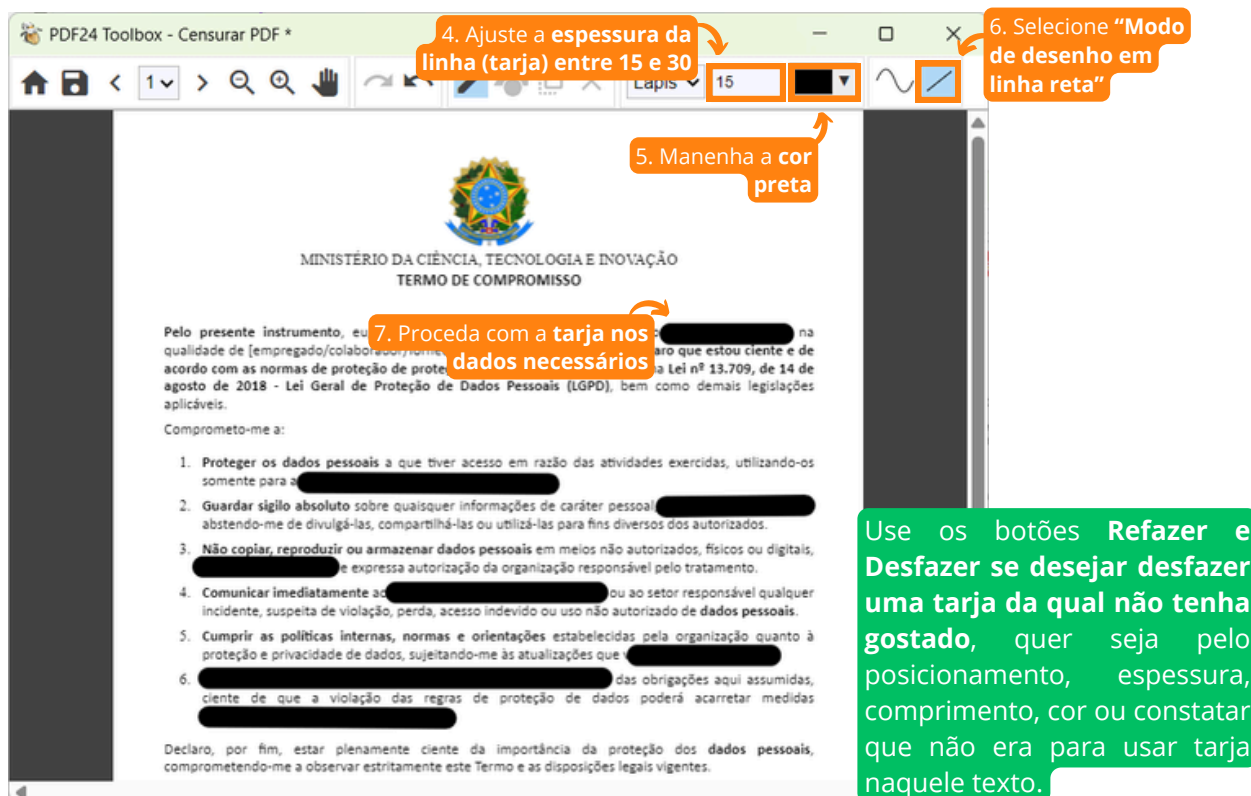 PDF24 Toolbox - Censurar PDF *
4. Ajuste a espessura da
linha (tarja) entre 15 e 30
6. Selecione “Modo
de desenho em
linha reta”
1
Lápis
15
5. Manenha a cor
preta
MINISTÉRIO DA CIÊNCIA, TECNOLOGIA E INOVAÇÃO
TERMO DE COMPROMISSO
7. Proceda com a tarja nos
dados necessários
Pelo presente instrumento, eu na
qualidade de [empregado/colaborador/ aro que estou ciente e de
acordo com as normas de proteção de a Lei nº 13.709, de 14 de
agosto de 2018 - Lei Geral de Proteção de Dados Pessoais (LGPD), bem como demais legislações
aplicáveis.
Comprometo-me a:
1. Proteger os dados pessoais a que tiver acesso em razão das atividades exercidas, utilizando-os
somente para a
2. Guardar sigilo absoluto sobre quaisquer informações de caráter pessoal
abstendo-me de divulgá-las, compartilhá-las ou utilizá-las para fins diversos dos autorizados.
3. Não copiar, reproduzir ou armazenar dados pessoais em meios não autorizados, físicos ou digitais,
e expressa autorização da organização responsável pelo tratamento.
4. Comunicar imediatamente ao ou ao setor responsável qualquer
incidente, suspeita de violação, perda, acesso indevido ou uso não autorizado de dados pessoais.
5. Cumprir as políticas internas, normas e orientações estabelecidas pela organização quanto à
proteção e privacidade de dados, sujeitando-me às atualizações que
6. das obrigações aqui assumidas,
ciente de que a violação das regras de proteção de dados poderá acarretar medidas
Declaro, por fim, estar plenamente ciente da importância da proteção dos dados pessoais,
comprometendo-me a observar estritamente este Termo e as disposições legais vigentes.
Use os botões Refazer e
Desfazer se desejar desfazer
uma tarja da qual não tenha
gostado, quer seja pelo
posicionamento, espessura,
comprimento, cor ou constatar
que não era para usar tarja
naquele texto.